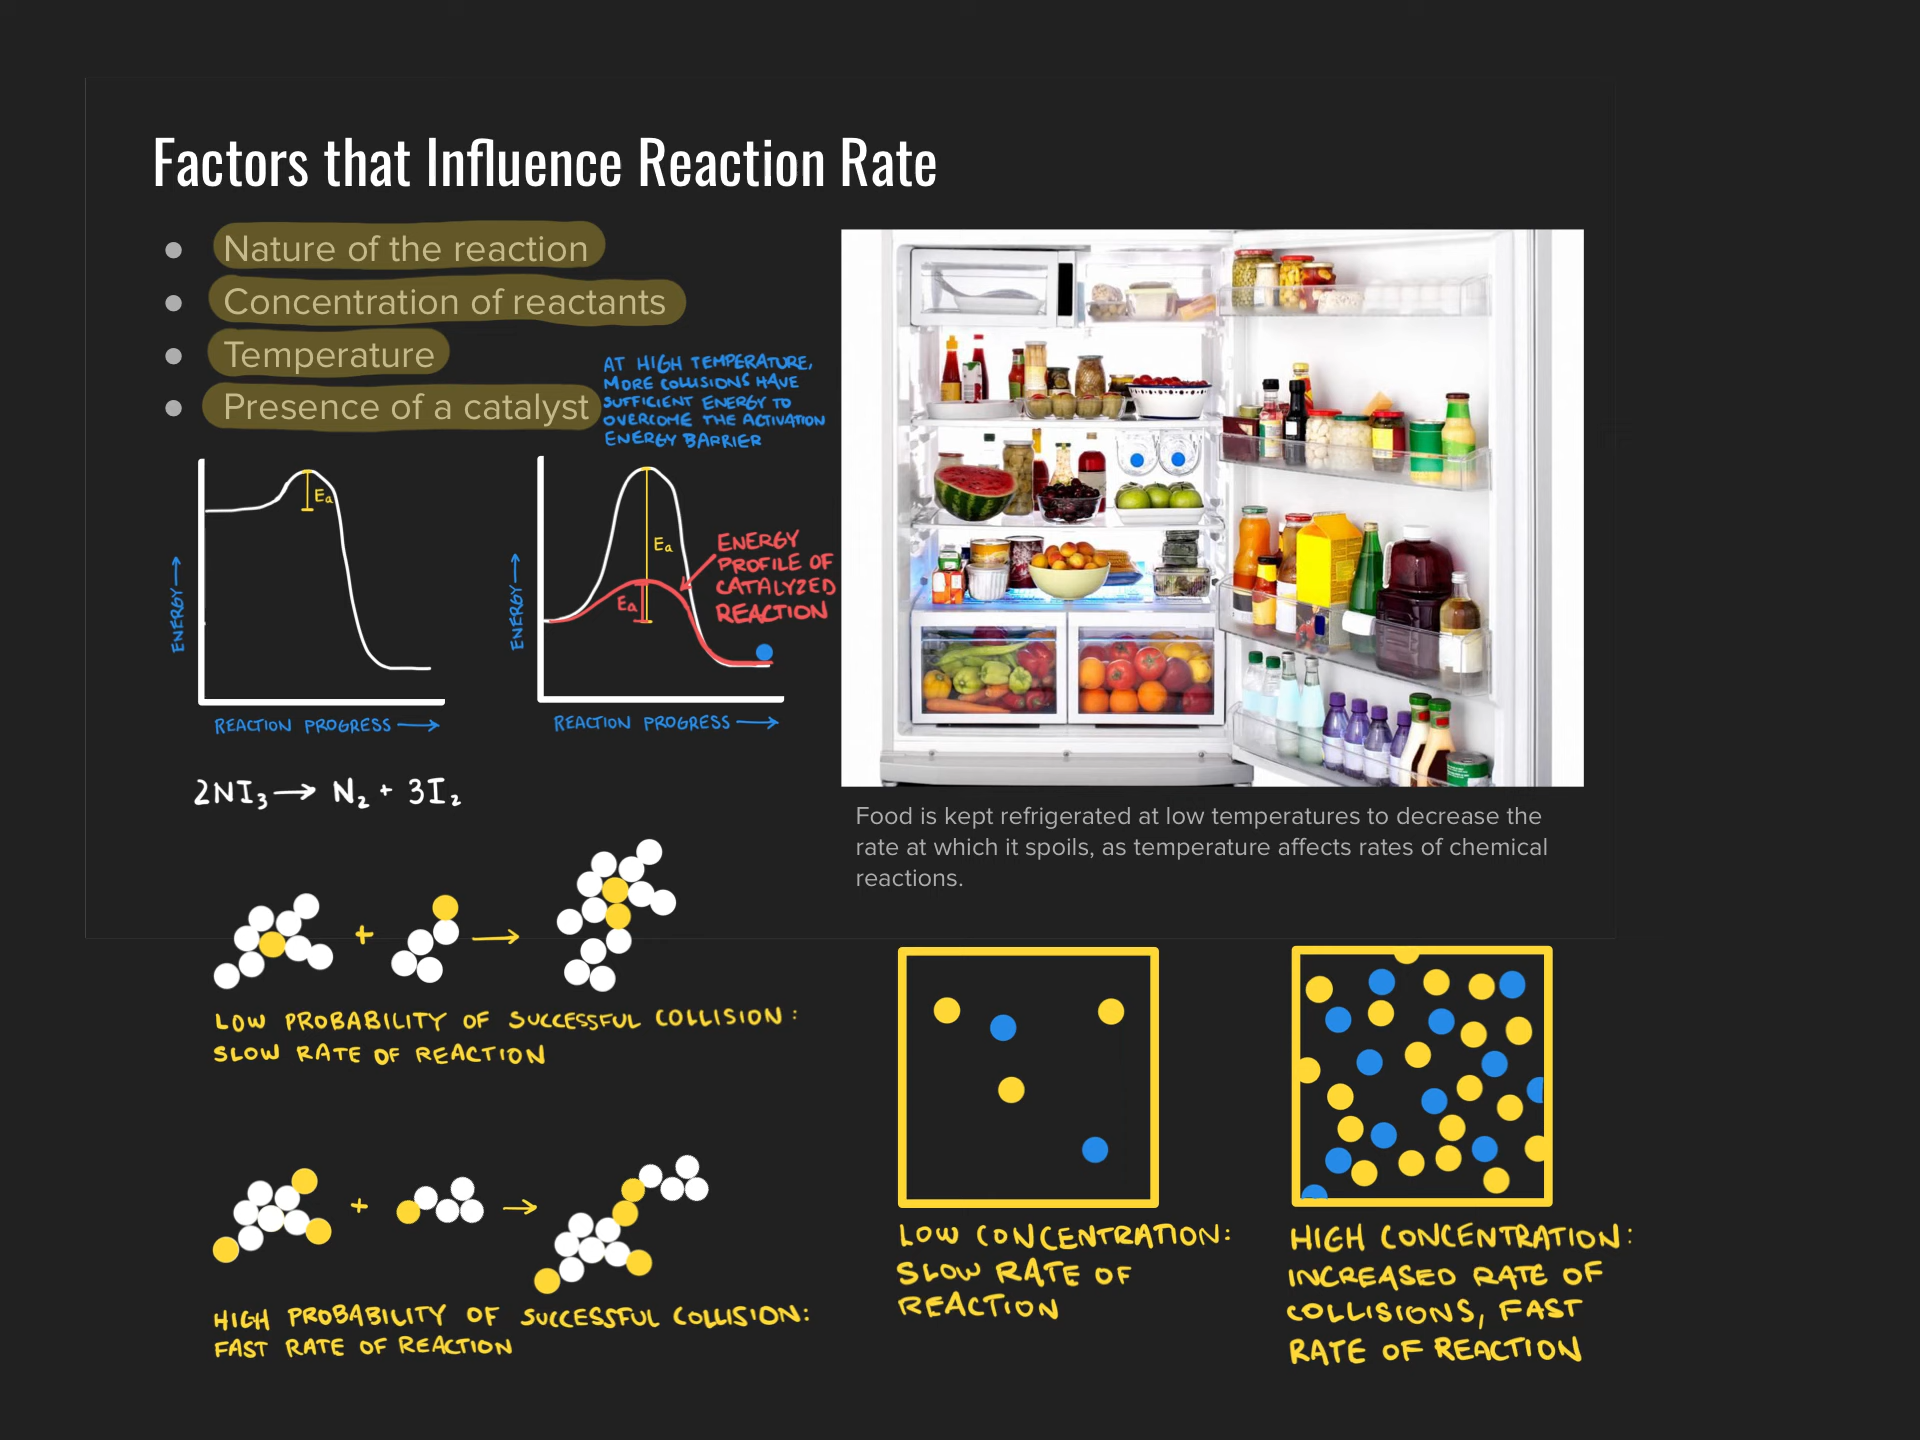 Factors that Influence Reaction Rate
● Nature of the reaction
● Concentration of reactants
● Temperature
● Presence of a catalyst
AT HIGH TEMPERATURE,
MORE COLLISIONS HAVE
SUFFICIENT ENERGY TO
OVERCOME THE ACTIVATION
ENERGY BARRIER
Ea
ENERGY →
REACTION PROGRESS →
Ea
Ea
ENERGY
PROFILE OF
CATALYZED
REACTION
ENERGY →
REACTION PROGRESS →
2NI₃ → N₂ + 3I₂
Food is kept refrigerated at low temperatures to decrease the
rate at which it spoils, as temperature affects rates of chemical
reactions.
+ →
LOW PROBABILITY OF SUCCESSFUL COLLISION:
SLOW RATE OF REACTION
+ →
HIGH PROBABILITY OF SUCCESSFUL COLLISION:
FAST RATE OF REACTION
LOW CONCENTRATION:
SLOW RATE OF
REACTION
HIGH CONCENTRATION:
INCREASED RATE OF
COLLISIONS, FAST
RATE OF REACTION